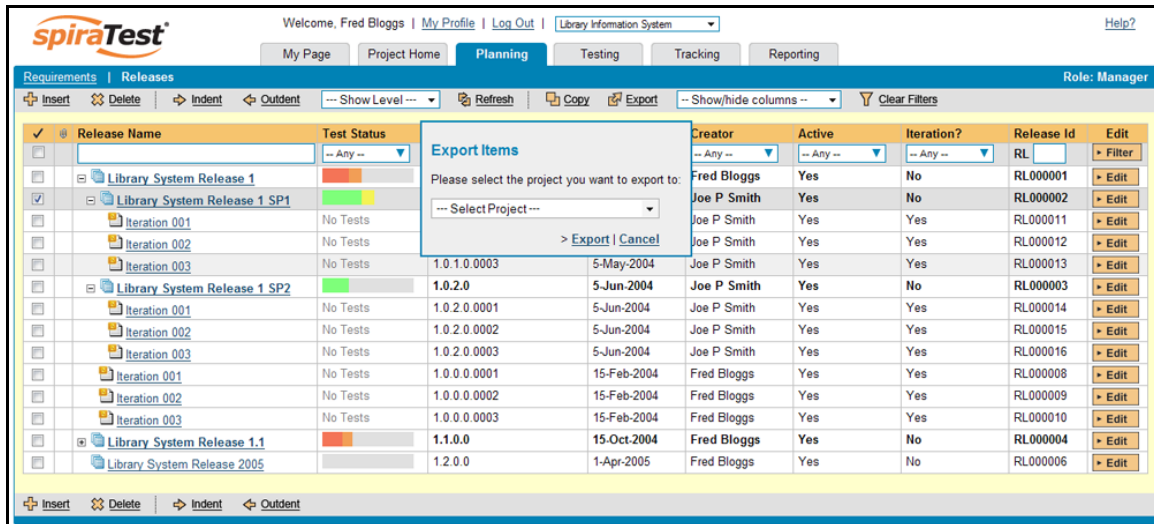 spiraTest®
Welcome, Fred Bloggs | My Profile | Log Out | Library Information System Help?
My Page Project Home Planning Testing Tracking Reporting
Requirements | Releases Role: Manager
Insert Delete Indent Outdent --- Show Level --- Refresh Copy Export -- Show/hide columns -- Clear Filters
Release Name Test Status Creator Active Iteration? Release Id Edit
-- Any -- -- Any -- -- Any -- -- Any -- RL Filter
Export Items
Please select the project you want to export to:
--- Select Project ---
> Export | Cancel
Library System Release 1 Fred Bloggs Yes No RL000001 Edit
Library System Release 1 SP1 Joe P Smith Yes No RL000002 Edit
Iteration 001 No Tests Joe P Smith Yes Yes RL000011 Edit
Iteration 002 No Tests Joe P Smith Yes Yes RL000012 Edit
Iteration 003 No Tests 1.0.1.0.0003 5-May-2004 Joe P Smith Yes Yes RL000013 Edit
Library System Release 1 SP2 1.0.2.0 5-Jun-2004 Joe P Smith Yes No RL000003 Edit
Iteration 001 No Tests 1.0.2.0.0001 5-Jun-2004 Joe P Smith Yes Yes RL000014 Edit
Iteration 002 No Tests 1.0.2.0.0002 5-Jun-2004 Joe P Smith Yes Yes RL000015 Edit
Iteration 003 No Tests 1.0.2.0.0003 5-Jun-2004 Joe P Smith Yes Yes RL000016 Edit
Iteration 001 No Tests 1.0.0.0.0001 15-Feb-2004 Fred Bloggs Yes Yes RL000008 Edit
Iteration 002 No Tests 1.0.0.0.0002 15-Feb-2004 Fred Bloggs Yes Yes RL000009 Edit
Iteration 003 No Tests 1.0.0.0.0003 15-Feb-2004 Fred Bloggs Yes Yes RL000010 Edit
Library System Release 1.1 1.1.0.0 15-Oct-2004 Fred Bloggs Yes No RL000004 Edit
Library System Release 2005 1.2.0.0 1-Apr-2005 Fred Bloggs Yes No RL000006 Edit
Insert Delete Indent Outdent